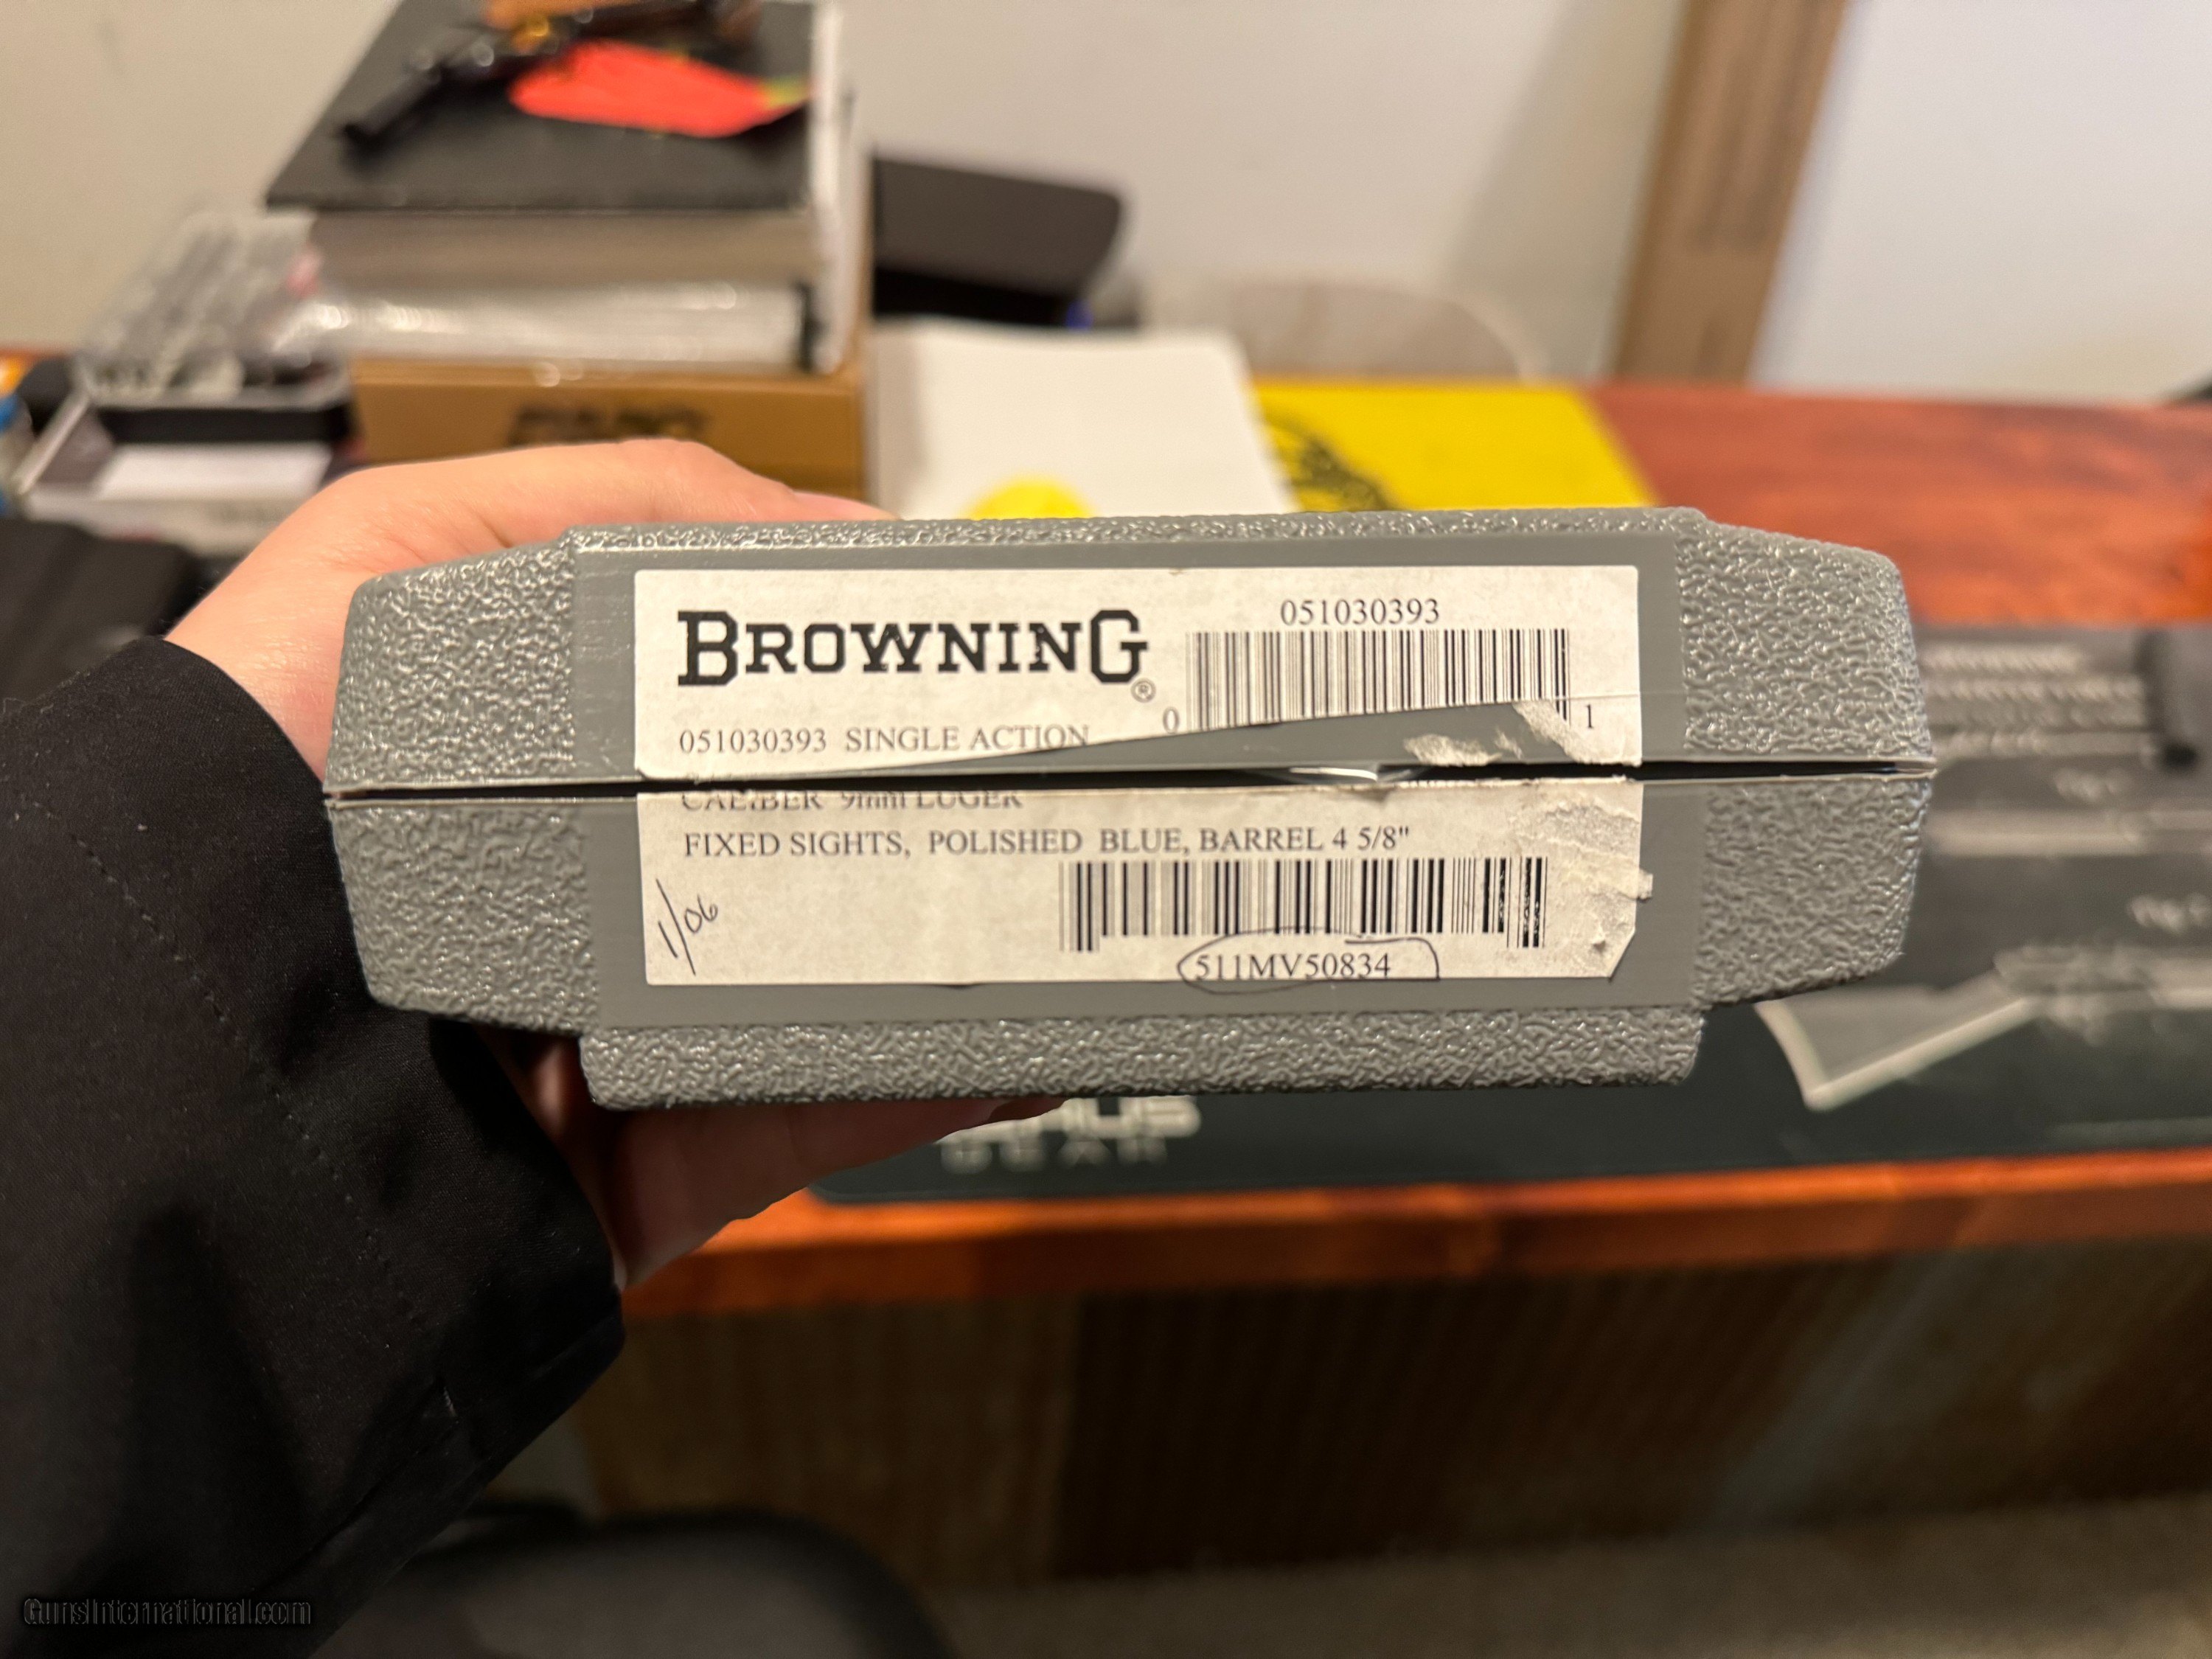 BROWNING®
051030393
0 1
051030393 SINGLE ACTION
CALIBER 9mm LUGER
FIXED SIGHTS, POLISHED BLUE, BARREL 4 5/8"
1/06
511MV50834
GEAR
GunsInternational.com